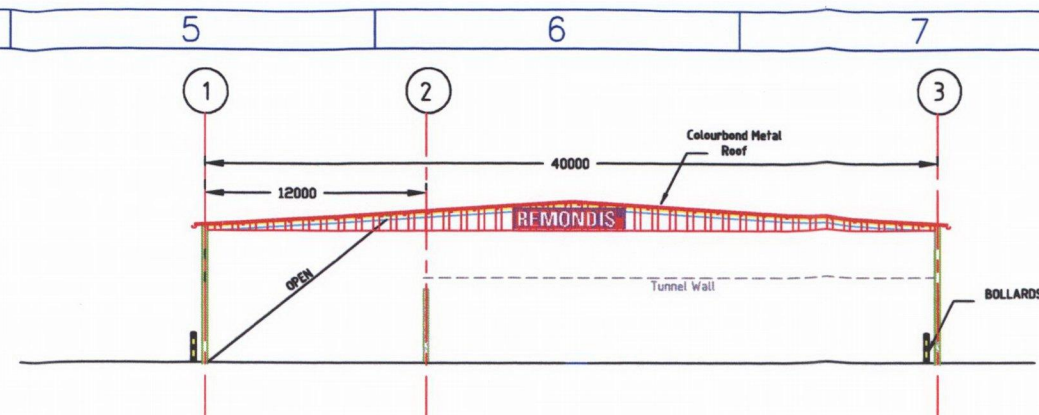 5 6 7
1 2 3
Colourbond Metal
Roof
40000
12000
REMONDIS
OPEN
Tunnel Wall
BOLLARDS